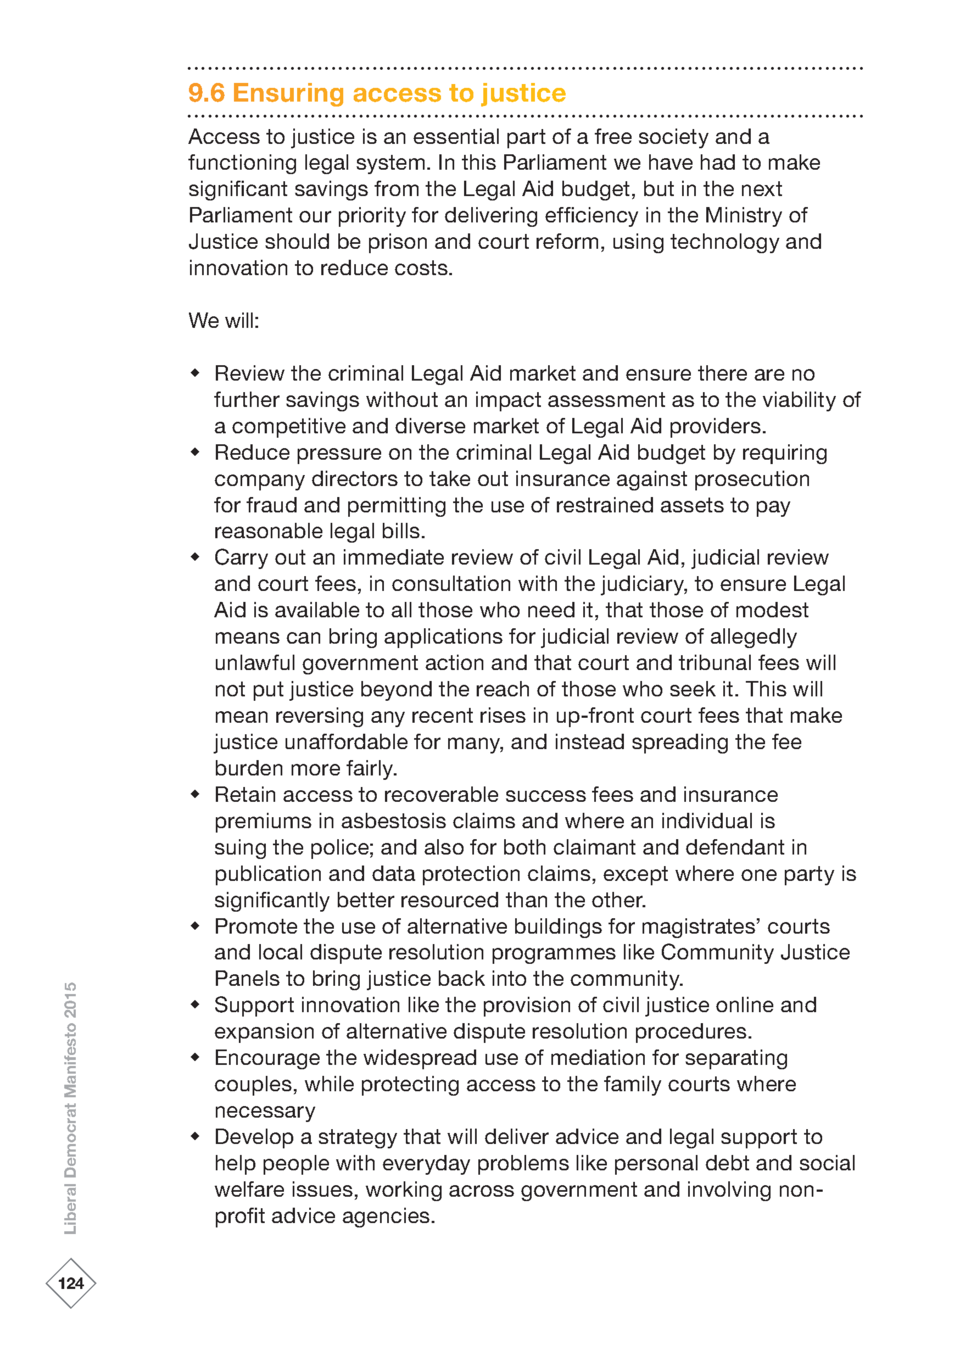 9.6 Ensuring access to justice
Access to justice is an essential part of a free society and a
functioning legal system. In this Parliament we have had to make
significant savings from the Legal Aid budget, but in the next
Parliament our priority for delivering efficiency in the Ministry of
Justice should be prison and court reform, using technology and
innovation to reduce costs.
We will:
◆ Review the criminal Legal Aid market and ensure there are no
further savings without an impact assessment as to the viability of
a competitive and diverse market of Legal Aid providers.
◆ Reduce pressure on the criminal Legal Aid budget by requiring
company directors to take out insurance against prosecution
for fraud and permitting the use of restrained assets to pay
reasonable legal bills.
◆ Carry out an immediate review of civil Legal Aid, judicial review
and court fees, in consultation with the judiciary, to ensure Legal
Aid is available to all those who need it, that those of modest
means can bring applications for judicial review of allegedly
unlawful government action and that court and tribunal fees will
not put justice beyond the reach of those who seek it. This will
mean reversing any recent rises in up-front court fees that make
justice unaffordable for many, and instead spreading the fee
burden more fairly.
◆ Retain access to recoverable success fees and insurance
premiums in asbestosis claims and where an individual is
suing the police; and also for both claimant and defendant in
publication and data protection claims, except where one party is
significantly better resourced than the other.
◆ Promote the use of alternative buildings for magistrates’ courts
and local dispute resolution programmes like Community Justice
Panels to bring justice back into the community.
◆ Support innovation like the provision of civil justice online and
expansion of alternative dispute resolution procedures.
◆ Encourage the widespread use of mediation for separating
couples, while protecting access to the family courts where
necessary
◆ Develop a strategy that will deliver advice and legal support to
help people with everyday problems like personal debt and social
welfare issues, working across government and involving non-
profit advice agencies.
Liberal Democrat Manifesto 2015
124